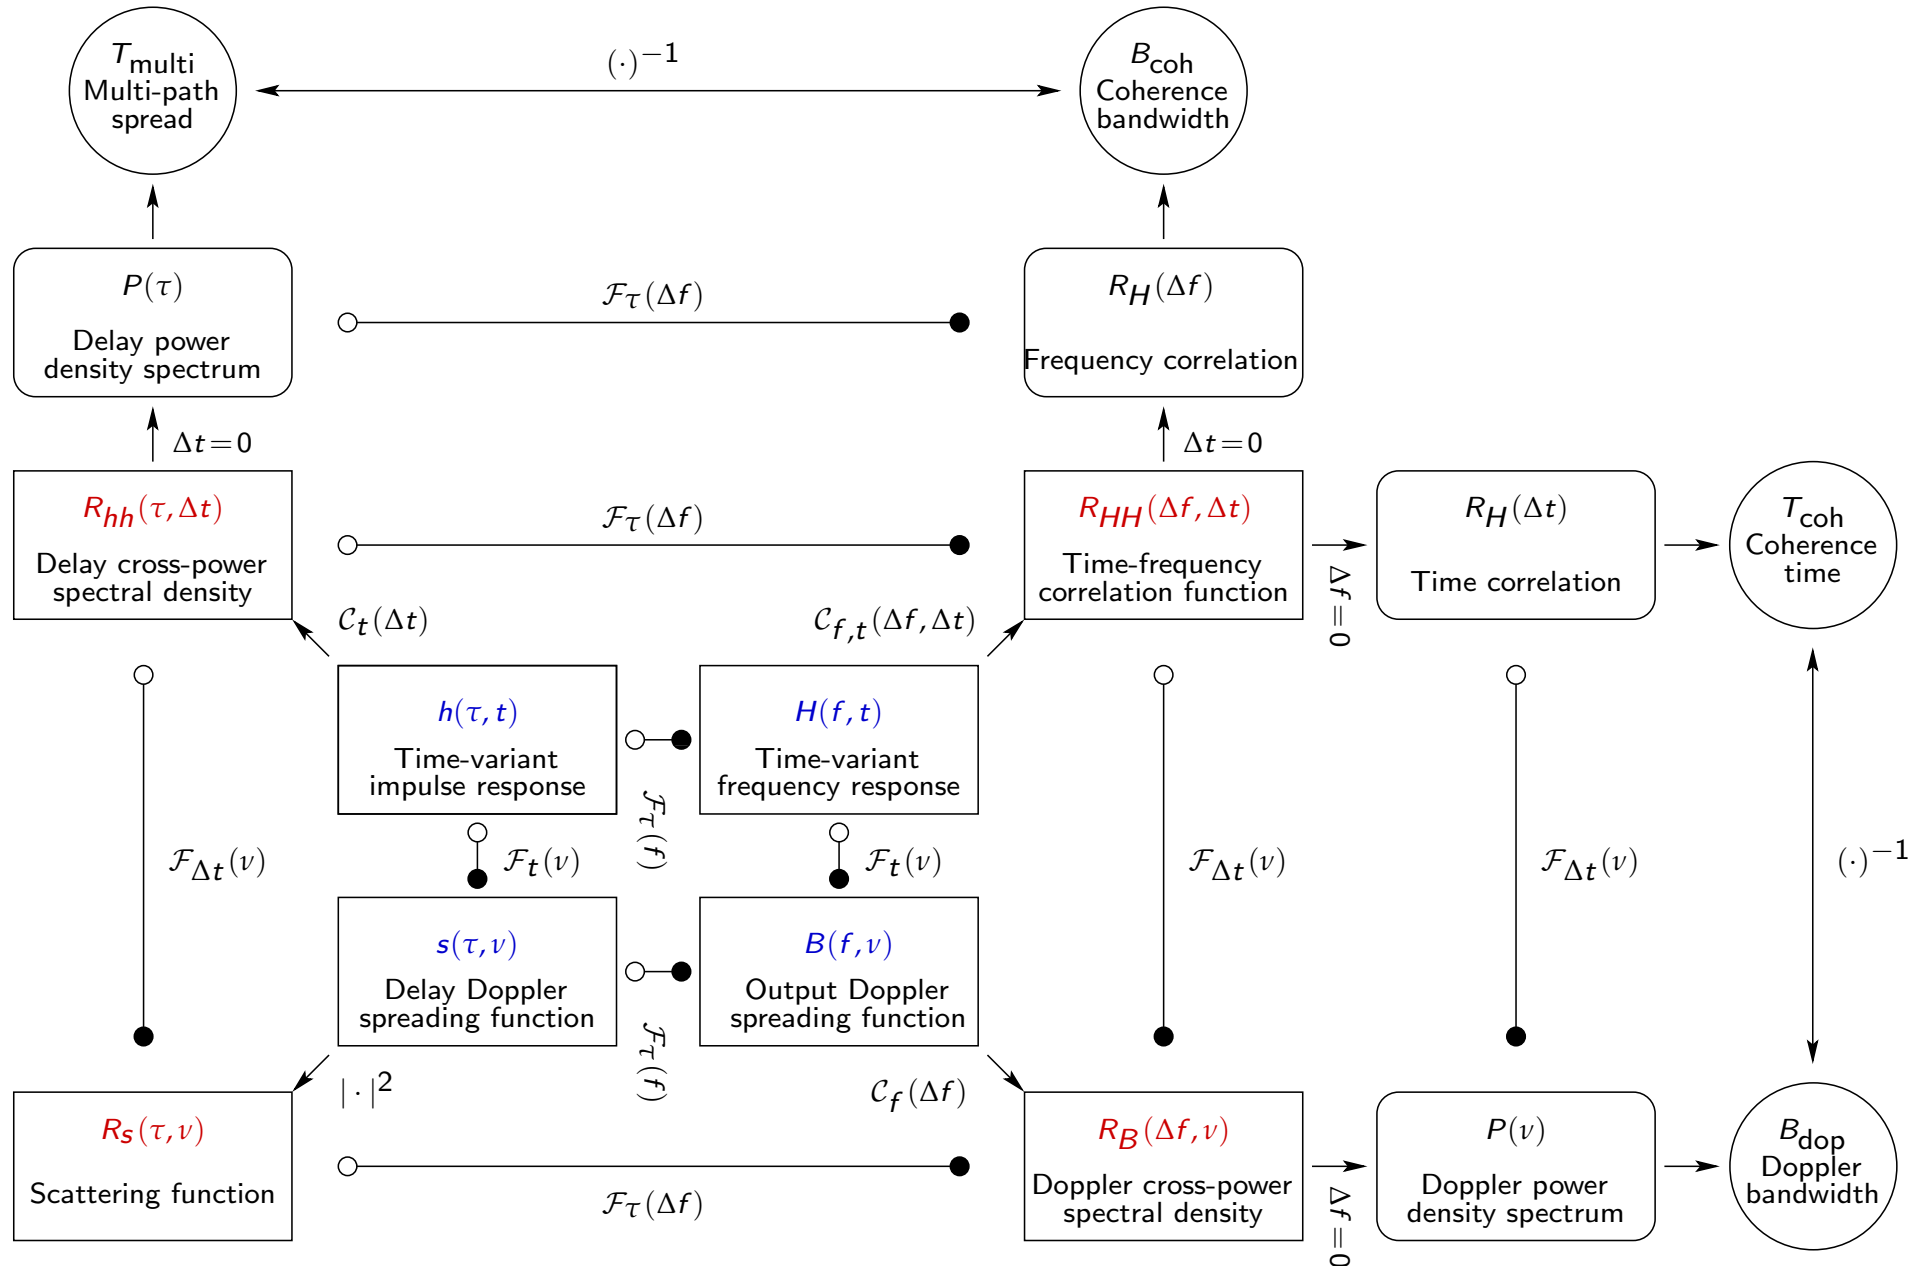 T_multi
Multi-path
spread
(·)^−1
B_coh
Coherence
bandwidth
P(τ)
Delay power
density spectrum
F_τ(Δf)
R_H(Δf)
Frequency correlation
Δt=0
Δt=0
R_hh(τ, Δt)
Delay cross-power
spectral density
F_τ(Δf)
R_HH(Δf, Δt)
Time-frequency
correlation function
Δf=0
R_H(Δt)
Time correlation
T_coh
Coherence
time
C_t(Δt)
C_f,t(Δf, Δt)
h(τ, t)
Time-variant
impulse response
F_τ(f)
H(f, t)
Time-variant
frequency response
F_Δt(ν)
F_t(ν)
F_t(ν)
F_Δt(ν)
F_Δt(ν)
(·)^−1
s(τ, ν)
Delay Doppler
spreading function
F_τ(f)
B(f, ν)
Output Doppler
spreading function
|·|^2
C_f(Δf)
R_s(τ, ν)
Scattering function
F_τ(Δf)
R_B(Δf, ν)
Doppler cross-power
spectral density
Δf=0
P(ν)
Doppler power
density spectrum
B_dop
Doppler
bandwidth